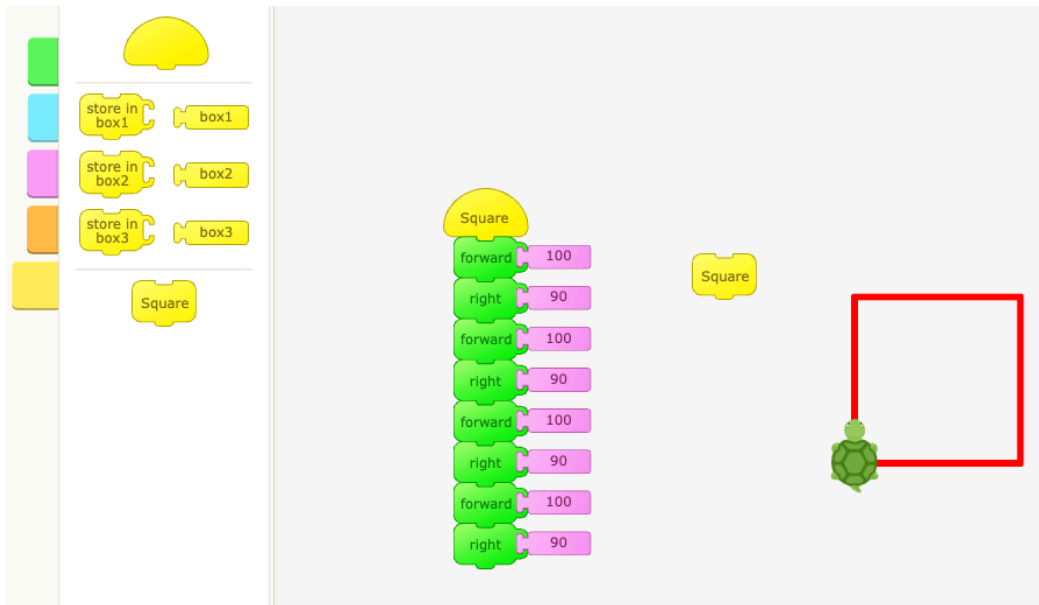 store in
box1
box1
store in
box2
box2
store in
box3
box3
Square
Square
forward 100
right 90
forward 100
right 90
forward 100
right 90
forward 100
right 90
Square